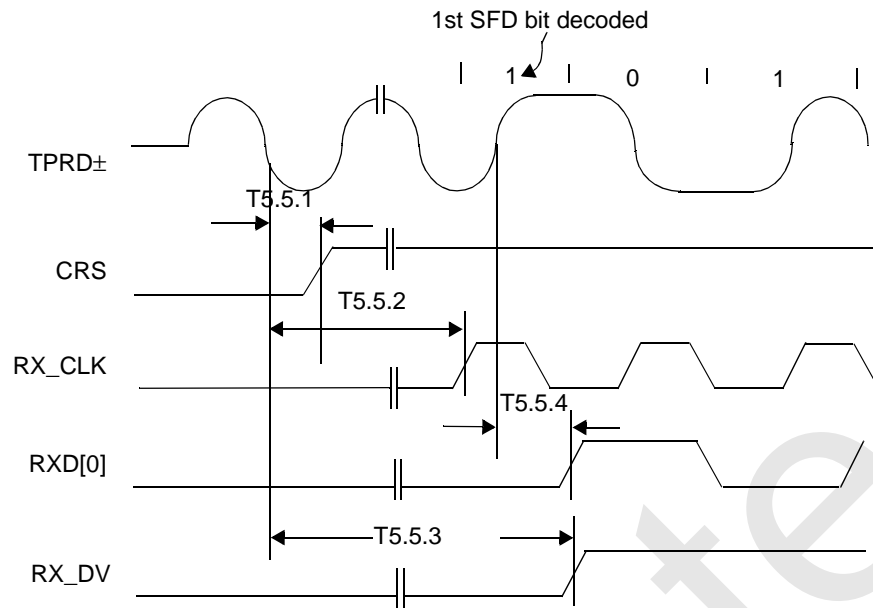 1st SFD bit decoded
1 0 1
TPRD±
T5.5.1
CRS
T5.5.2
RX_CLK
T5.5.4
RXD[0]
T5.5.3
RX_DV
te